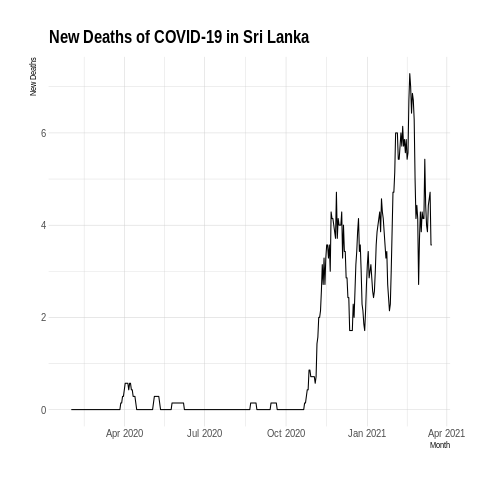 New Deaths of COVID-19 in Sri Lanka
New Deaths
6
4
2
0
Apr 2020 Jul 2020 Oct 2020 Jan 2021 Apr 2021
Month